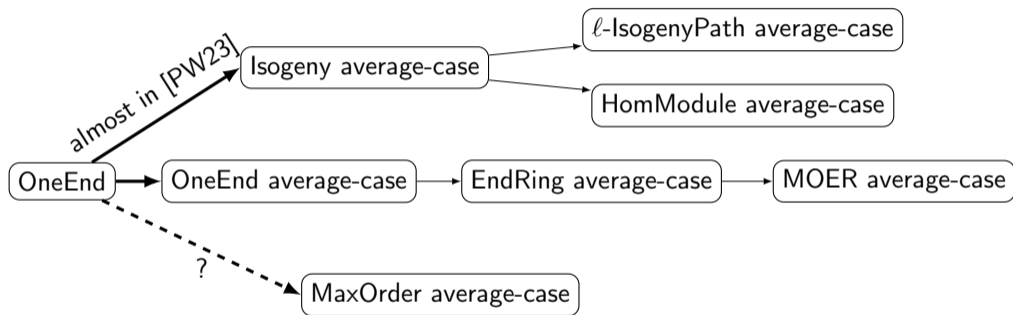 ℓ-IsogenyPath average-case
almost in [PW23]
Isogeny average-case
HomModule average-case
OneEnd
OneEnd average-case
EndRing average-case
MOER average-case
?
MaxOrder average-case